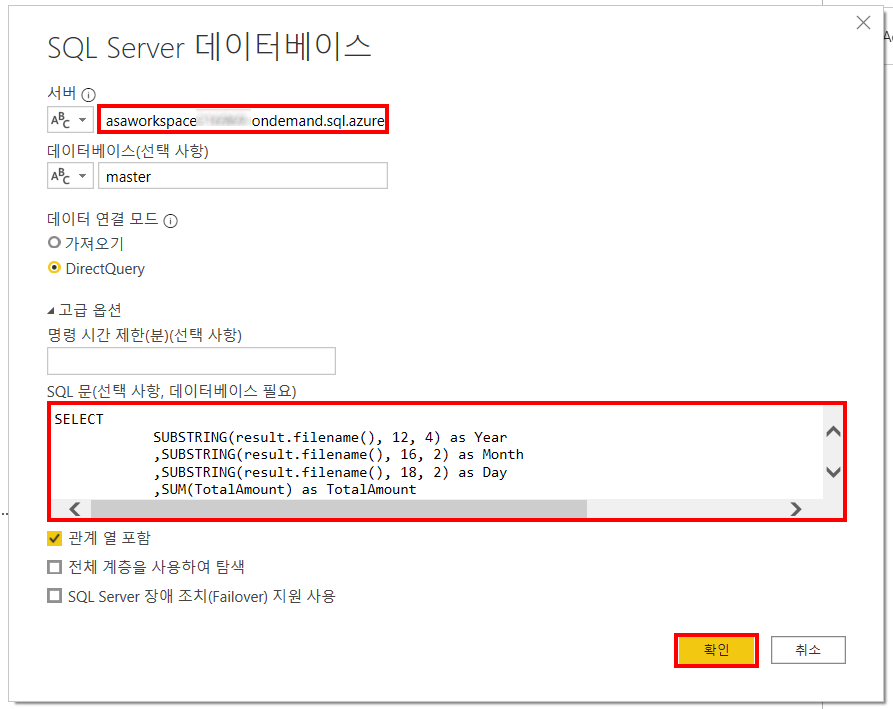 SQL Server 데이터베이스
서버
ABC asaworkspace ondemand.sql.azure
데이터베이스(선택 사항)
ABC master
데이터 연결 모드
가져오기
DirectQuery
고급 옵션
명령 시간 제한(분)(선택 사항)
SQL 문(선택 사항, 데이터베이스 필요)
SELECT
SUBSTRING(result.filename(), 12, 4) as Year
,SUBSTRING(result.filename(), 16, 2) as Month
,SUBSTRING(result.filename(), 18, 2) as Day
,SUM(TotalAmount) as TotalAmount
관계 열 포함
전체 계층을 사용하여 탐색
SQL Server 장애 조치(Failover) 지원 사용
확인 취소